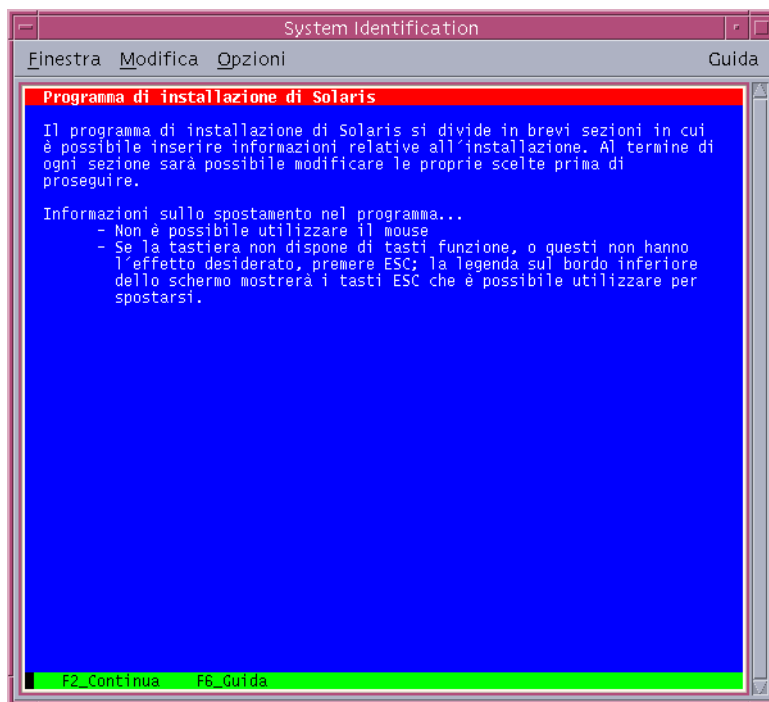 System Identification
Finestra Modifica Opzioni Guida
Programma di installazione di Solaris
Il programma di installazione di Solaris si divide in brevi sezioni in cui
è possibile inserire informazioni relative all´installazione. Al termine di
ogni sezione sarà possibile modificare le proprie scelte prima di
proseguire.
Informazioni sullo spostamento nel programma...
- Non è possibile utilizzare il mouse
- Se la tastiera non dispone di tasti funzione, o questi non hanno
l´effetto desiderato, premere ESC; la legenda sul bordo inferiore
dello schermo mostrerà i tasti ESC che è possibile utilizzare per
spostarsi.
F2_Continua F6_Guida